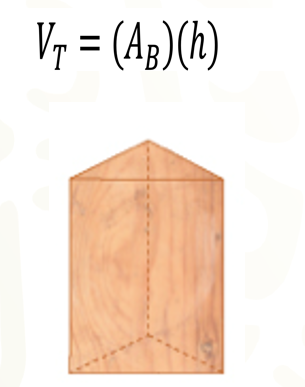 V_T = (A_B)(h)